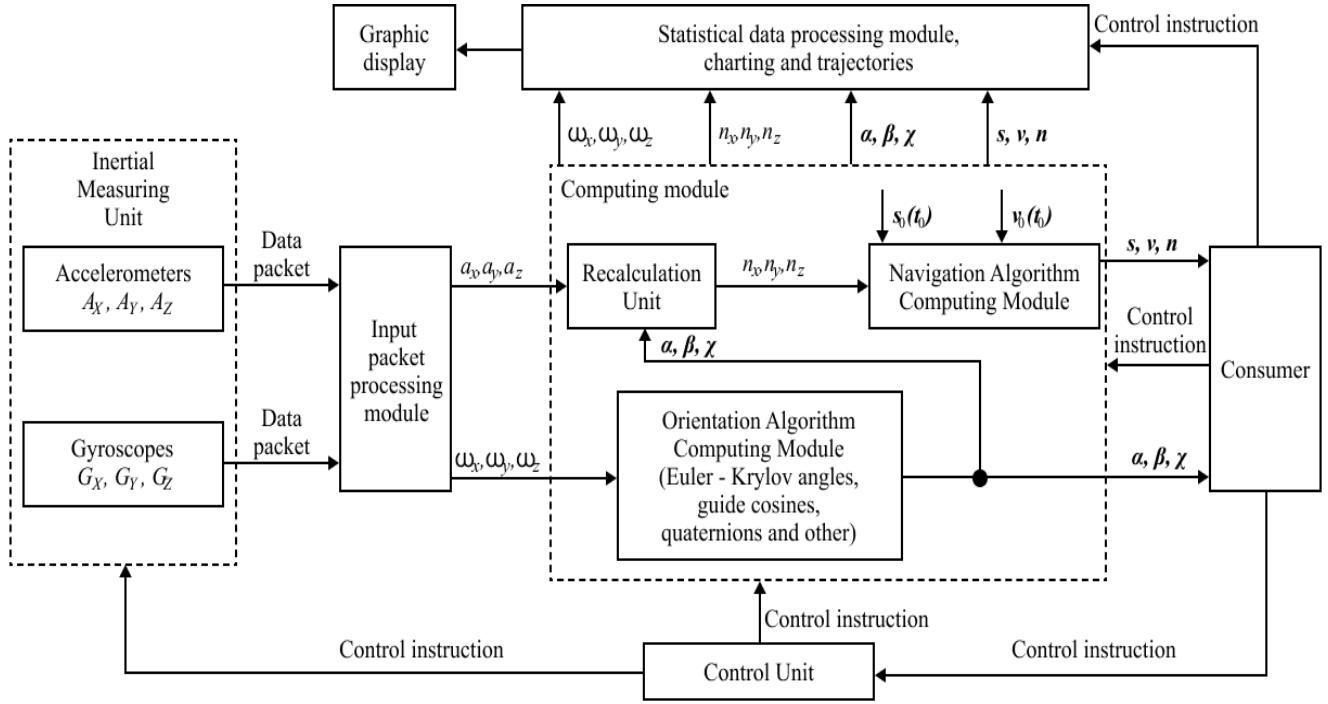 Graphic
display
Statistical data processing module,
charting and trajectories
Control instruction
ωx,ωy,ωz
nx,ny,nz
α, β, χ
s, v, n
Inertial
Measuring
Unit
Computing module
s0(t0)
v0(t0)
Accelerometers
AX, AY, AZ
Data
packet
Input
packet
processing
module
ax,ay,az
Recalculation
Unit
nx,ny,nz
Navigation Algorithm
Computing Module
s, v, n
Control
instruction
Consumer
α, β, χ
Gyroscopes
GX, GY, GZ
Data
packet
ωx,ωy,ωz
Orientation Algorithm
Computing Module
(Euler - Krylov angles,
guide cosines,
quaternions and other)
α, β, χ
Control instruction
Control instruction
Control Unit
Control instruction